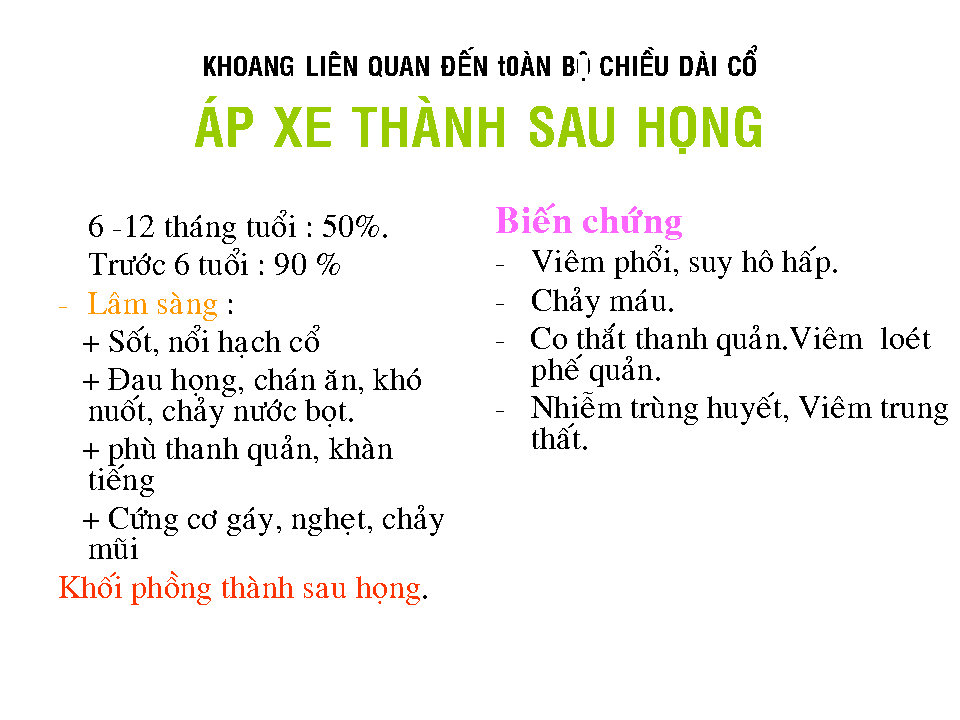 KHOANG LIÊN QUAN ĐẾN tOÀN BỘ CHIỀU DÀI CỔ
ÁP XE THÀNH SAU HỌNG
6 -12 tháng tuổi : 50%.
Trước 6 tuổi : 90 %
- Lâm sàng :
+ Sốt, nổi hạch cổ
+ Đau họng, chán ăn, khó
nuốt, chảy nước bọt.
+ phù thanh quản, khàn
tiếng
+ Cứng cơ gáy, nghẹt, chảy
mũi
Khối phồng thành sau họng.
Biến chứng
- Viêm phổi, suy hô hấp.
- Chảy máu.
- Co thắt thanh quản.Viêm loét
phế quản.
- Nhiễm trùng huyết, Viêm trung
thất.